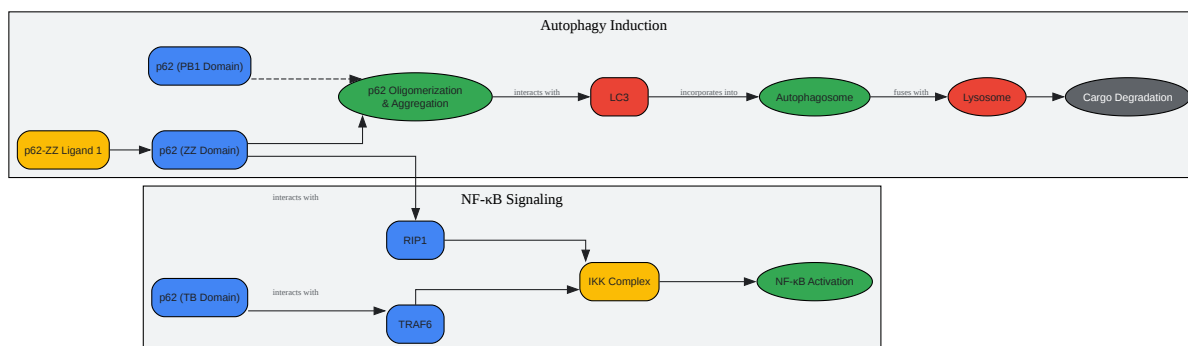 Autophagy Induction
p62 (PB1 Domain)
p62 Oligomerization
& Aggregation
interacts with
LC3
incorporates into
Autophagosome
fuses with
Lysosome
Cargo Degradation
p62-ZZ Ligand 1
p62 (ZZ Domain)
interacts with
NF-κB Signaling
RIP1
IKK Complex
NF-κB Activation
p62 (TB Domain)
interacts with
TRAF6